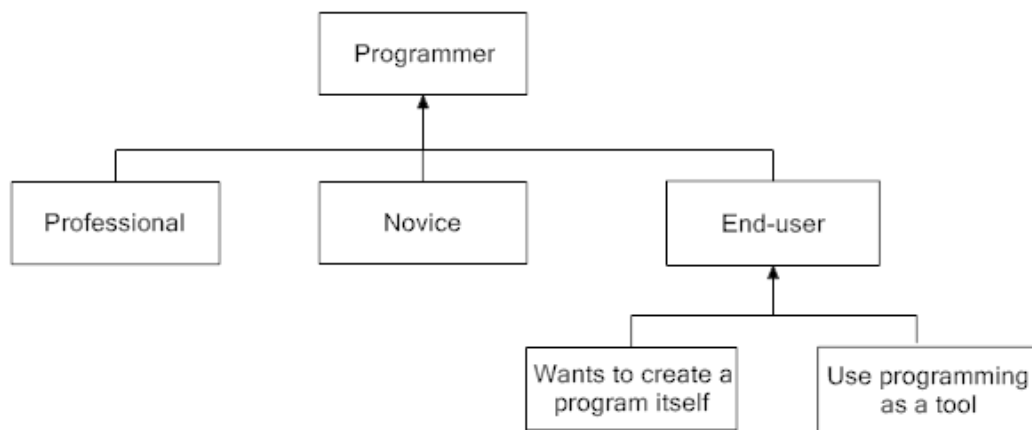 Programmer
Professional
Novice
End-user
Wants to create a
program itself
Use programming
as a tool